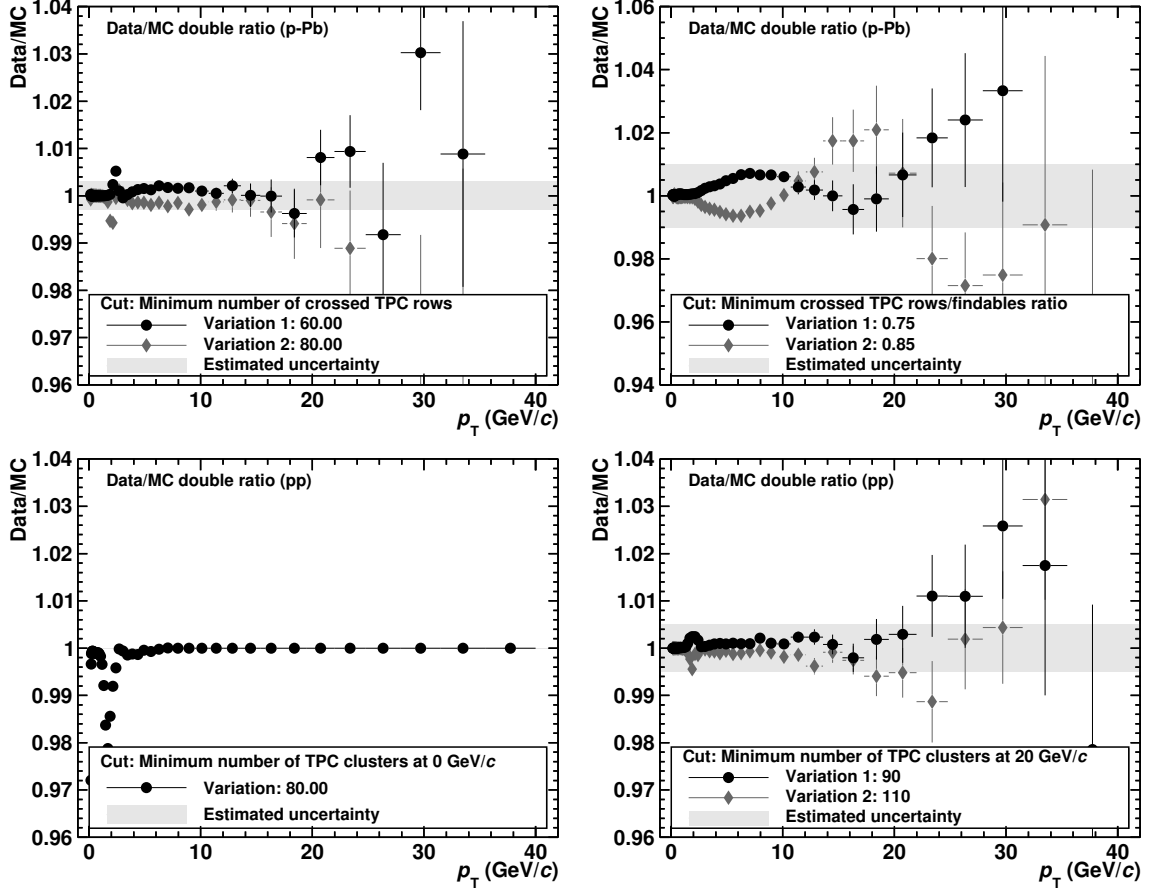 Data/MC
1.04
1.03
1.02
1.01
1
0.99
0.98
0.97
0.96
Data/MC double ratio (p-Pb)
Cut: Minimum number of crossed TPC rows
Variation 1: 60.00
Variation 2: 80.00
Estimated uncertainty
0 10 20 30 40
pT (GeV/c)
Data/MC
1.06
1.04
1.02
1
0.98
0.96
0.94
Data/MC double ratio (p-Pb)
Cut: Minimum crossed TPC rows/findables ratio
Variation 1: 0.75
Variation 2: 0.85
Estimated uncertainty
0 10 20 30 40
pT (GeV/c)
Data/MC
1.04
1.03
1.02
1.01
1
0.99
0.98
0.97
0.96
Data/MC double ratio (pp)
Cut: Minimum number of TPC clusters at 0 GeV/c
Variation: 80.00
Estimated uncertainty
0 10 20 30 40
pT (GeV/c)
Data/MC
1.04
1.03
1.02
1.01
1
0.99
0.98
0.97
0.96
Data/MC double ratio (pp)
Cut: Minimum number of TPC clusters at 20 GeV/c
Variation 1: 90
Variation 2: 110
Estimated uncertainty
0 10 20 30 40
pT (GeV/c)